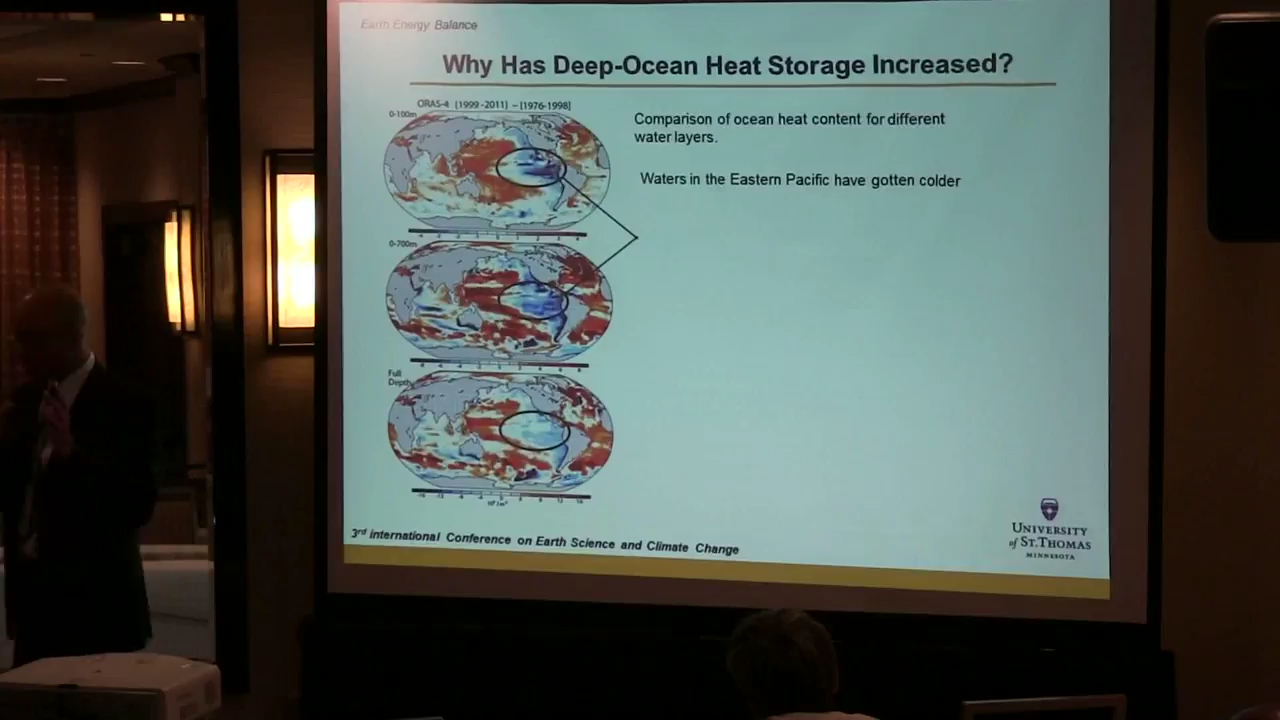 Earth Energy Balance
Why Has Deep-Ocean Heat Storage Increased?
ORAS-4 [1999-2011] – [1976-1998]
0-100m
0-700m
Full
Depth
Comparison of ocean heat content for different
water layers.
Waters in the Eastern Pacific have gotten colder
3rd international Conference on Earth Science and Climate Change
UNIVERSITY
of ST. THOMAS
MINNESOTA